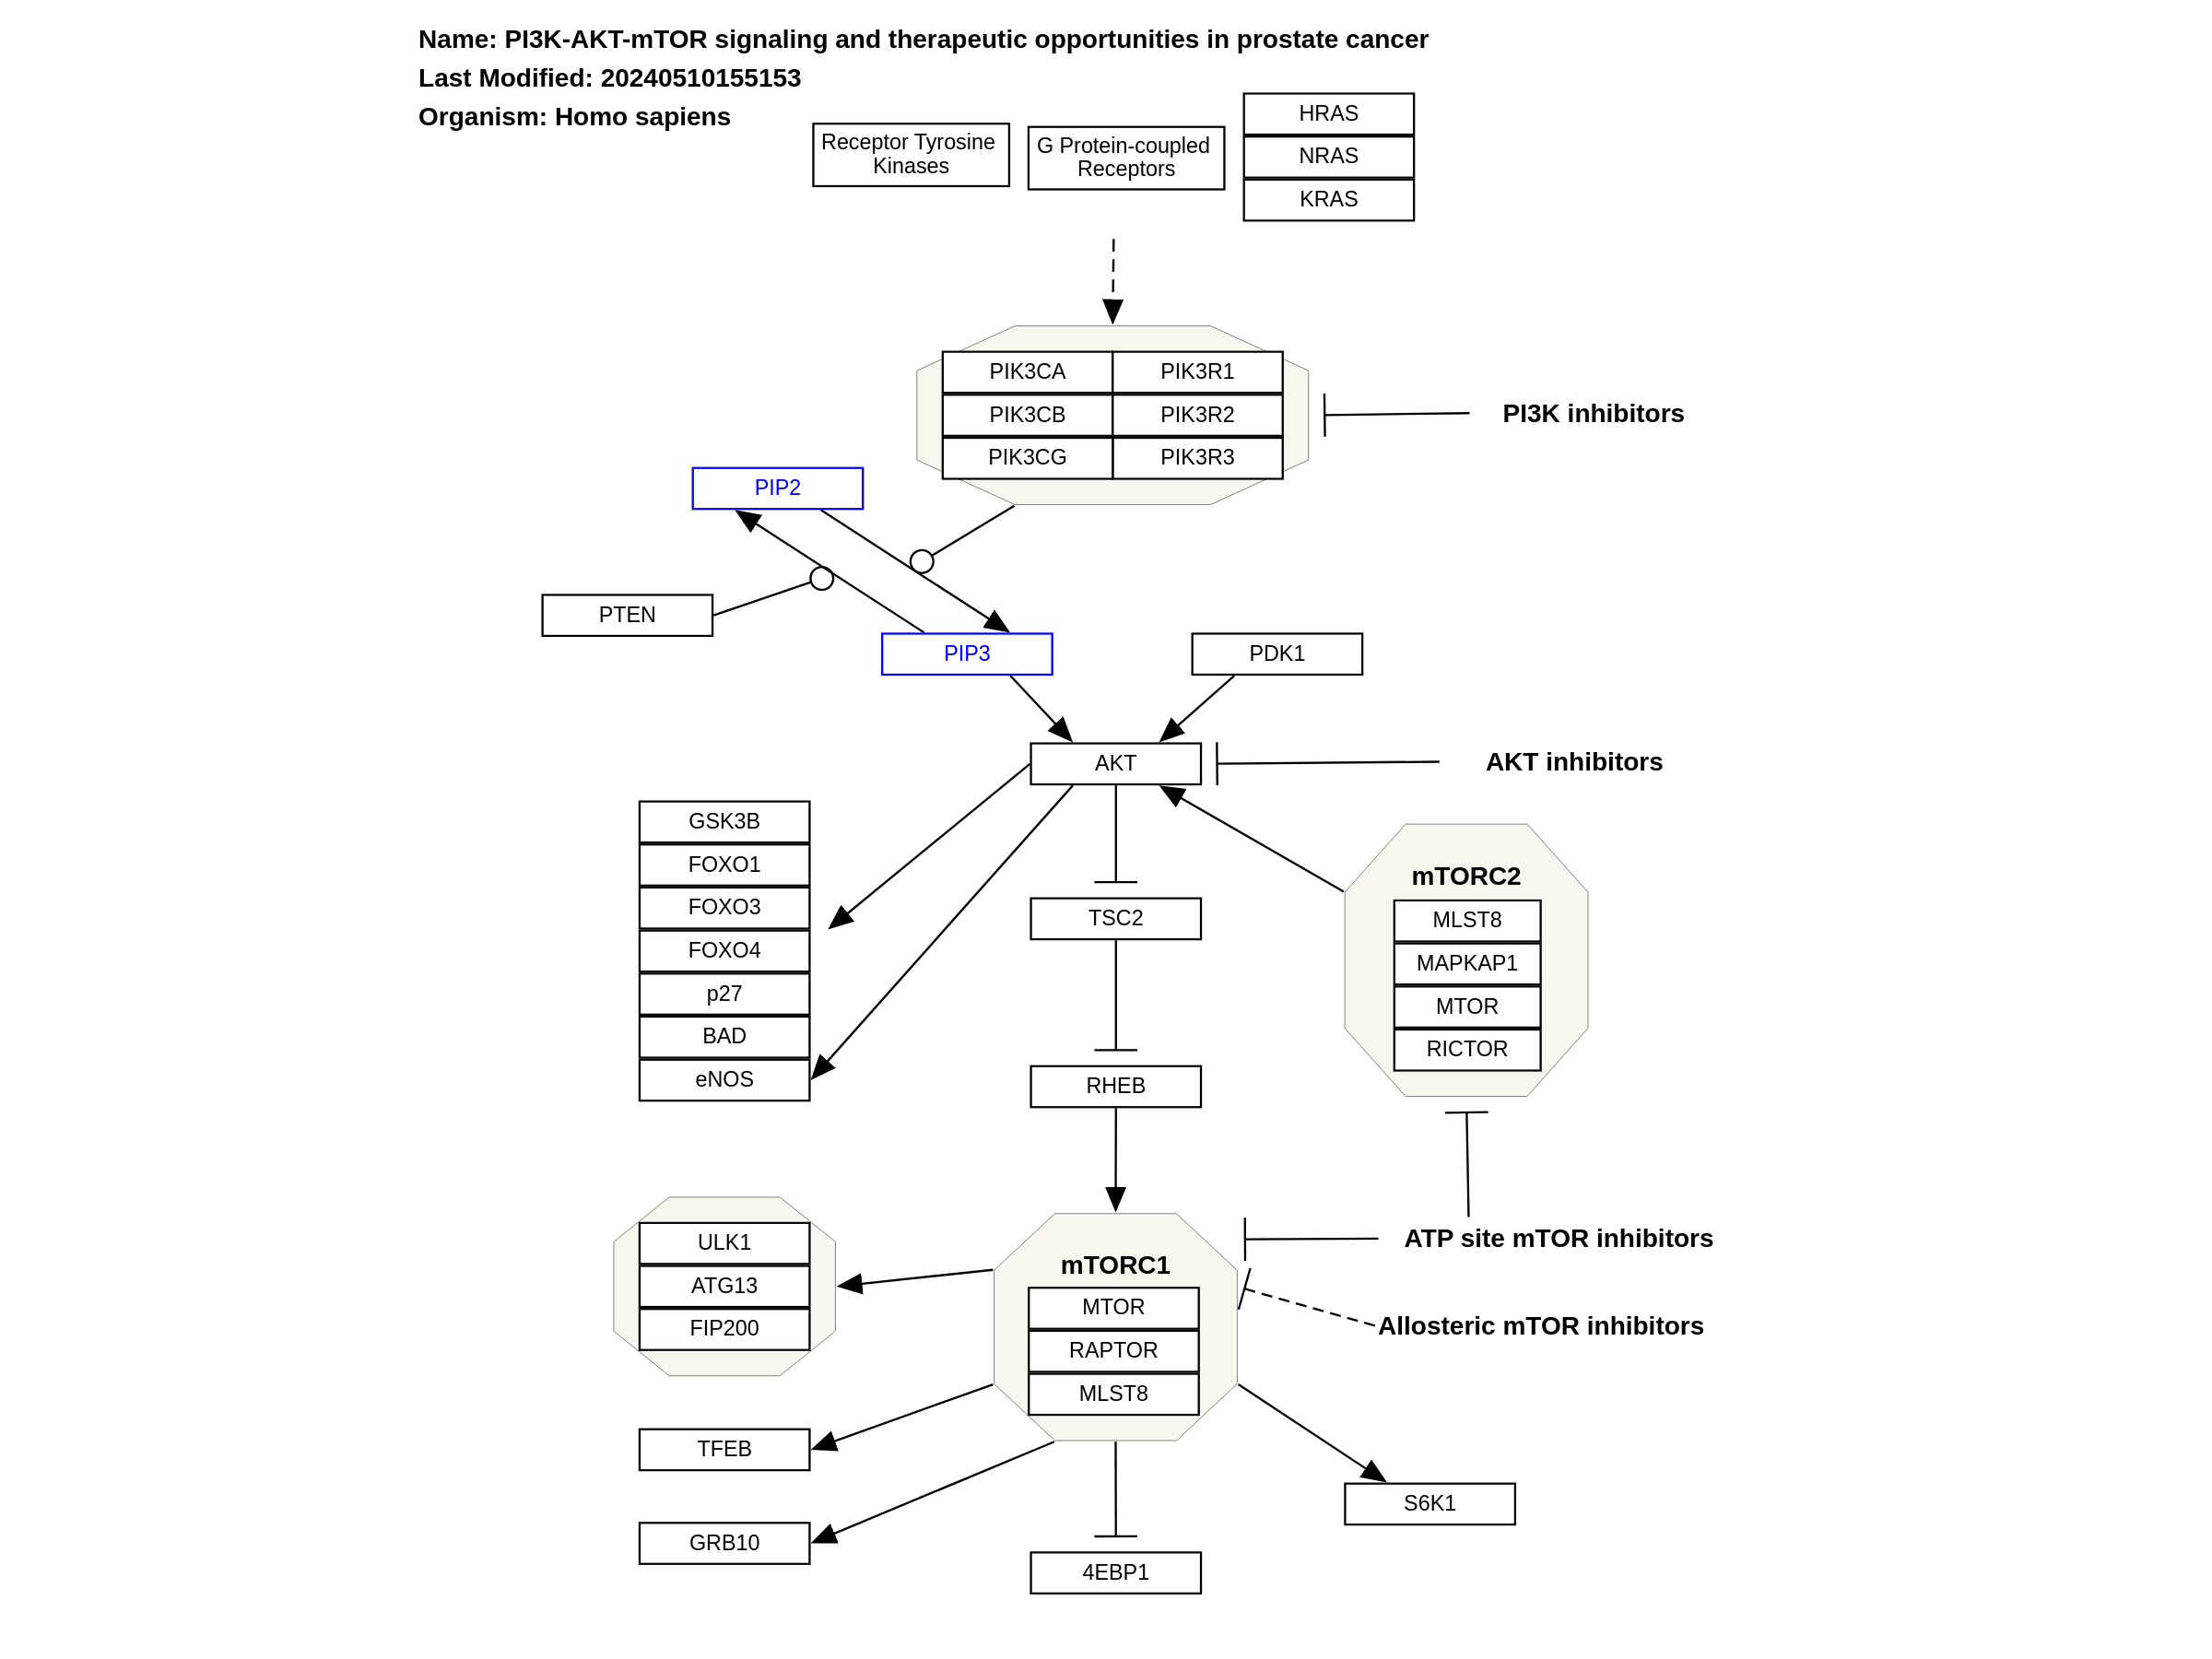 Name: PI3K-AKT-mTOR signaling and therapeutic opportunities in prostate cancer
Last Modified: 20240510155153
Organism: Homo sapiens
Receptor Tyrosine
Kinases
G Protein-coupled
Receptors
HRAS
NRAS
KRAS
PIK3CA
PIK3R1
PIK3CB
PIK3R2
PIK3CG
PIK3R3
PI3K inhibitors
PIP2
PTEN
PIP3
PDK1
AKT
AKT inhibitors
GSK3B
FOXO1
FOXO3
FOXO4
p27
BAD
eNOS
TSC2
RHEB
mTORC2
MLST8
MAPKAP1
MTOR
RICTOR
ULK1
ATG13
FIP200
mTORC1
MTOR
RAPTOR
MLST8
ATP site mTOR inhibitors
Allosteric mTOR inhibitors
TFEB
GRB10
4EBP1
S6K1